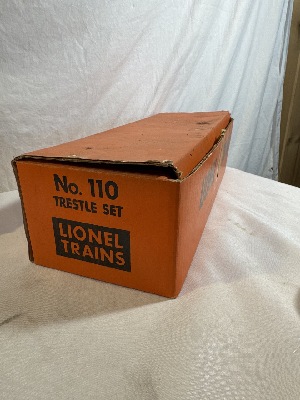 No. 110
TRESTLE SET
LIONEL
TRAINS